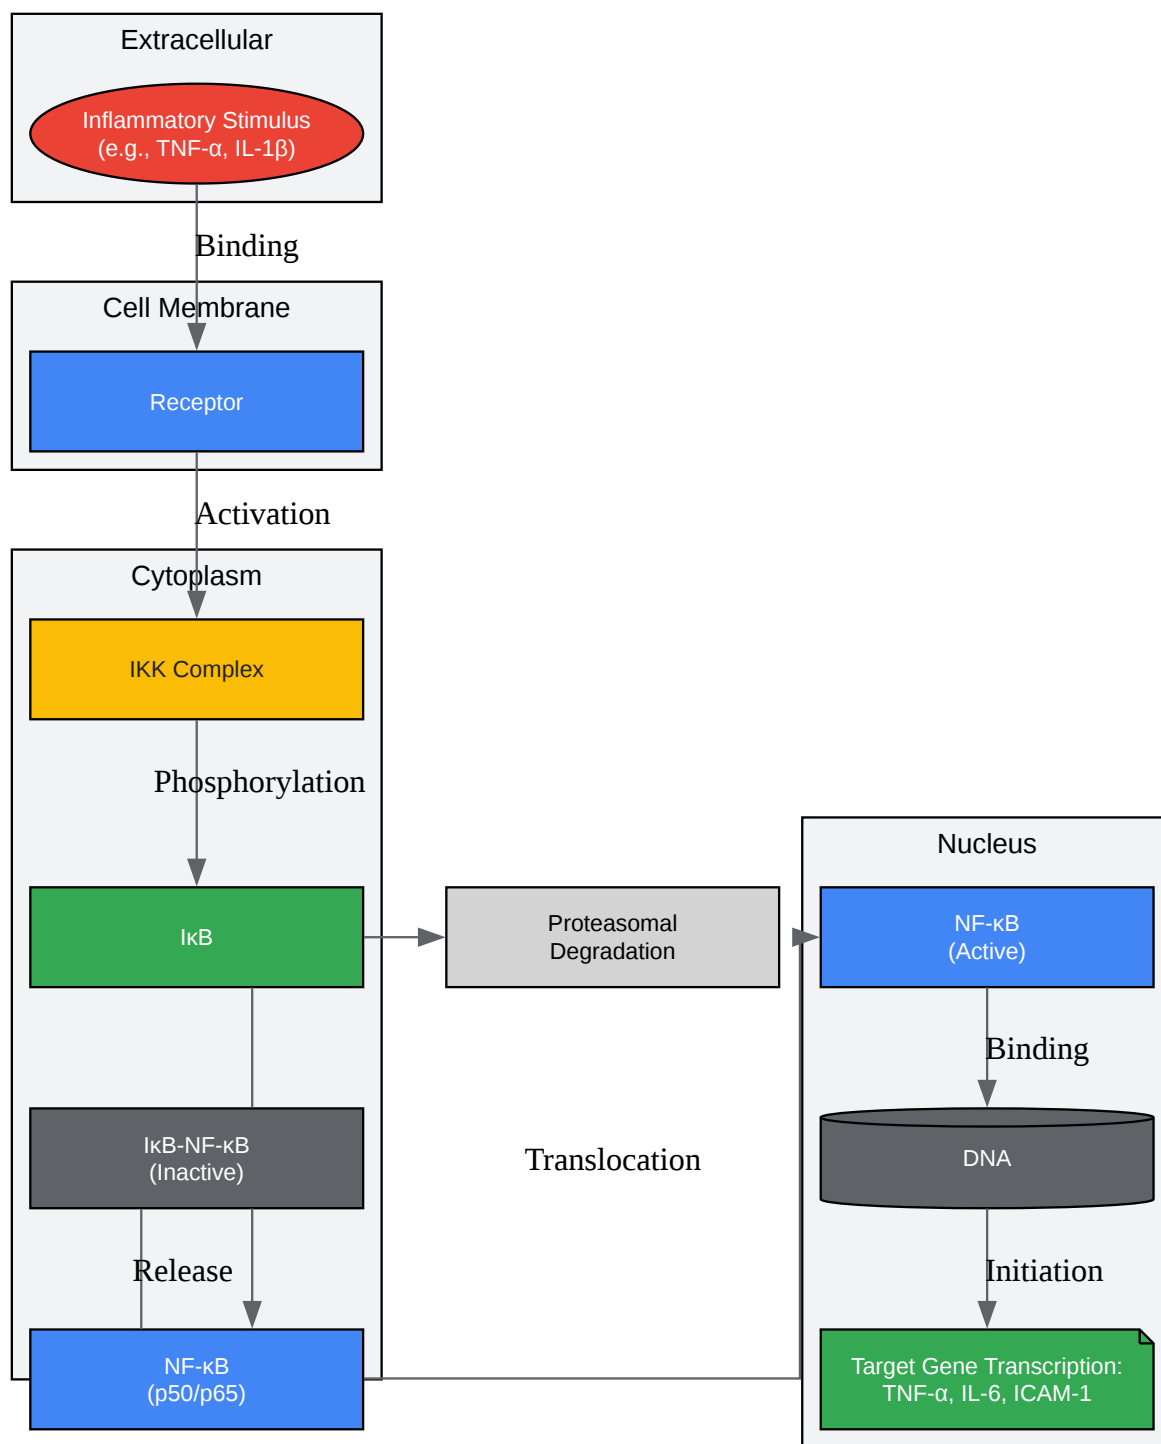 Extracellular
Inflammatory Stimulus
(e.g., TNF-α, IL-1β)
Binding
Cell Membrane
Receptor
Activation
Cytoplasm
IKK Complex
Phosphorylation
IκB
Proteasomal
Degradation
Nucleus
NF-κB
(Active)
Binding
IκB-NF-κB
(Inactive)
Translocation
DNA
Release
Initiation
NF-κB
(p50/p65)
Target Gene Transcription:
TNF-α, IL-6, ICAM-1